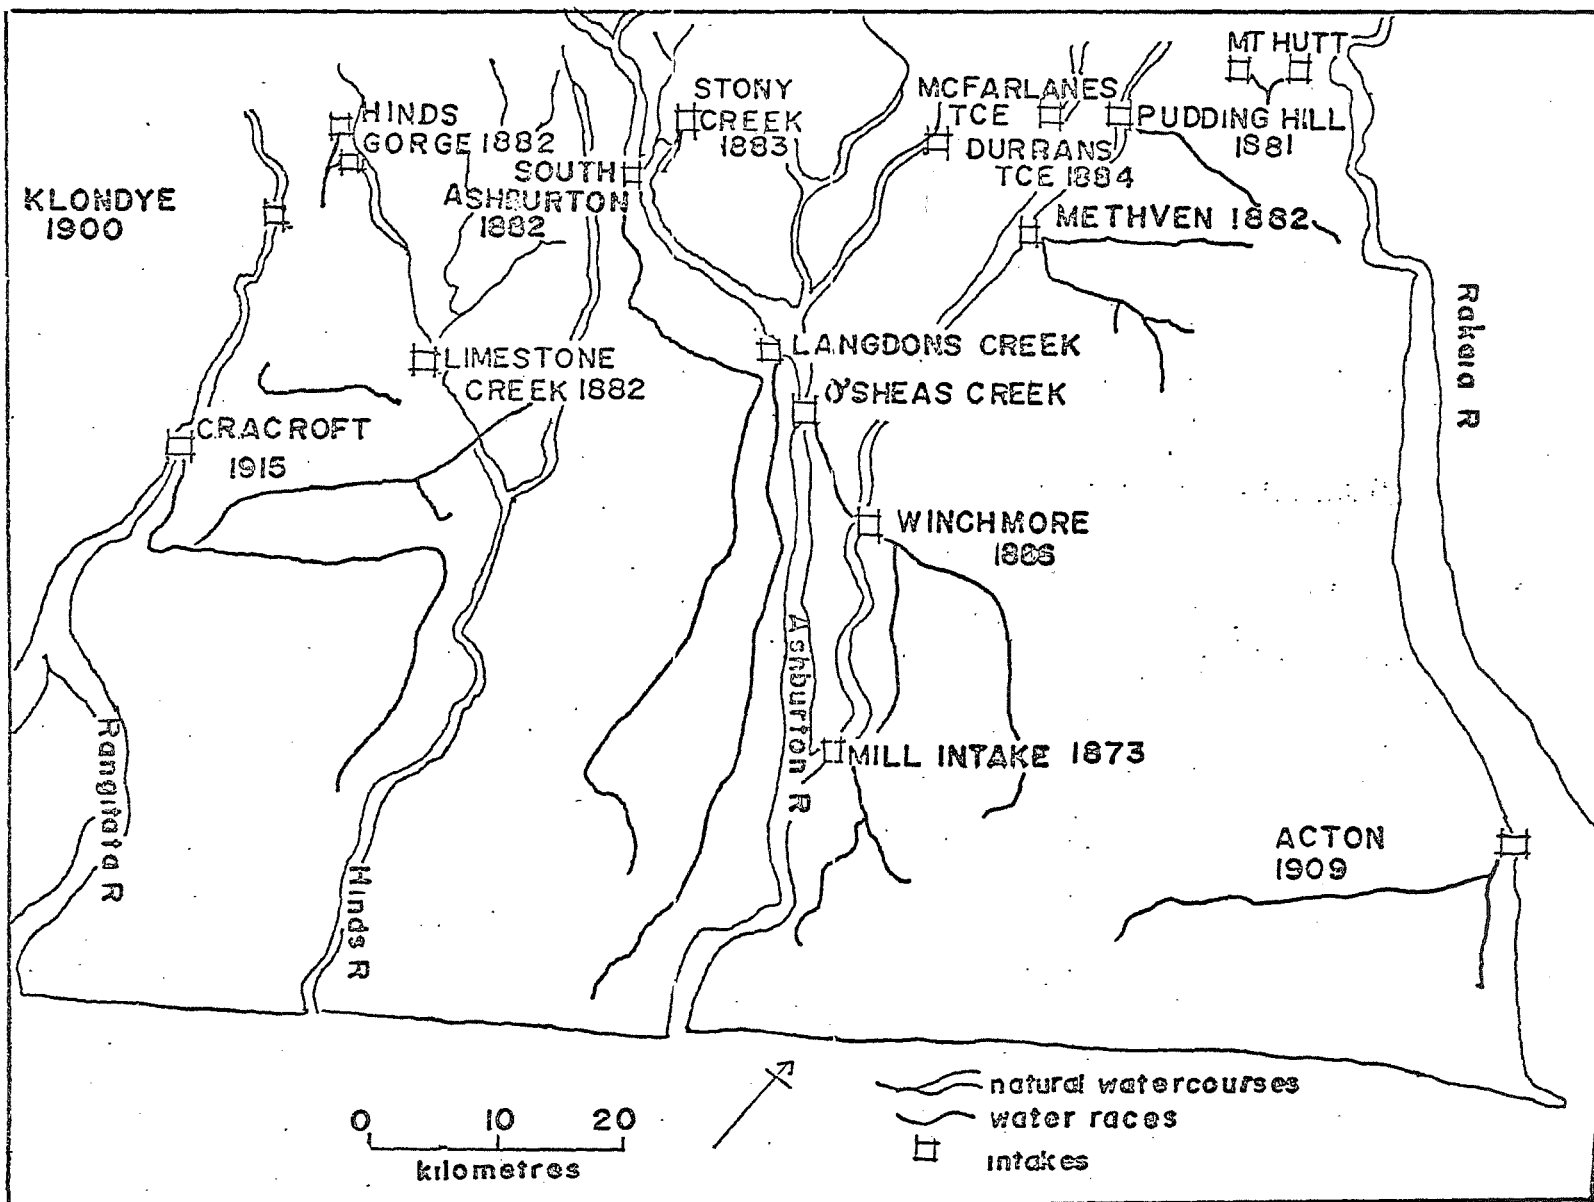 MT HUTT
STONY
CREEK
1883
MCFARLANES
TCE
HINDS
GORGE 1882
PUDDING HILL
1881
DURRANS
TCE 1884
SOUTH
ASHBURTON
1882
KLONDYE
1900
METHVEN 1882
LANGDONS CREEK
LIMESTONE
CREEK 1882
O'SHEAS CREEK
CRACROFT
1915
WINCHMORE
1886
Rakaia R
Ashburton R
MILL INTAKE 1873
Rangitata R
Hinds R
ACTON
1909
natural watercourses
water races
intakes
0 10 20
kilometres